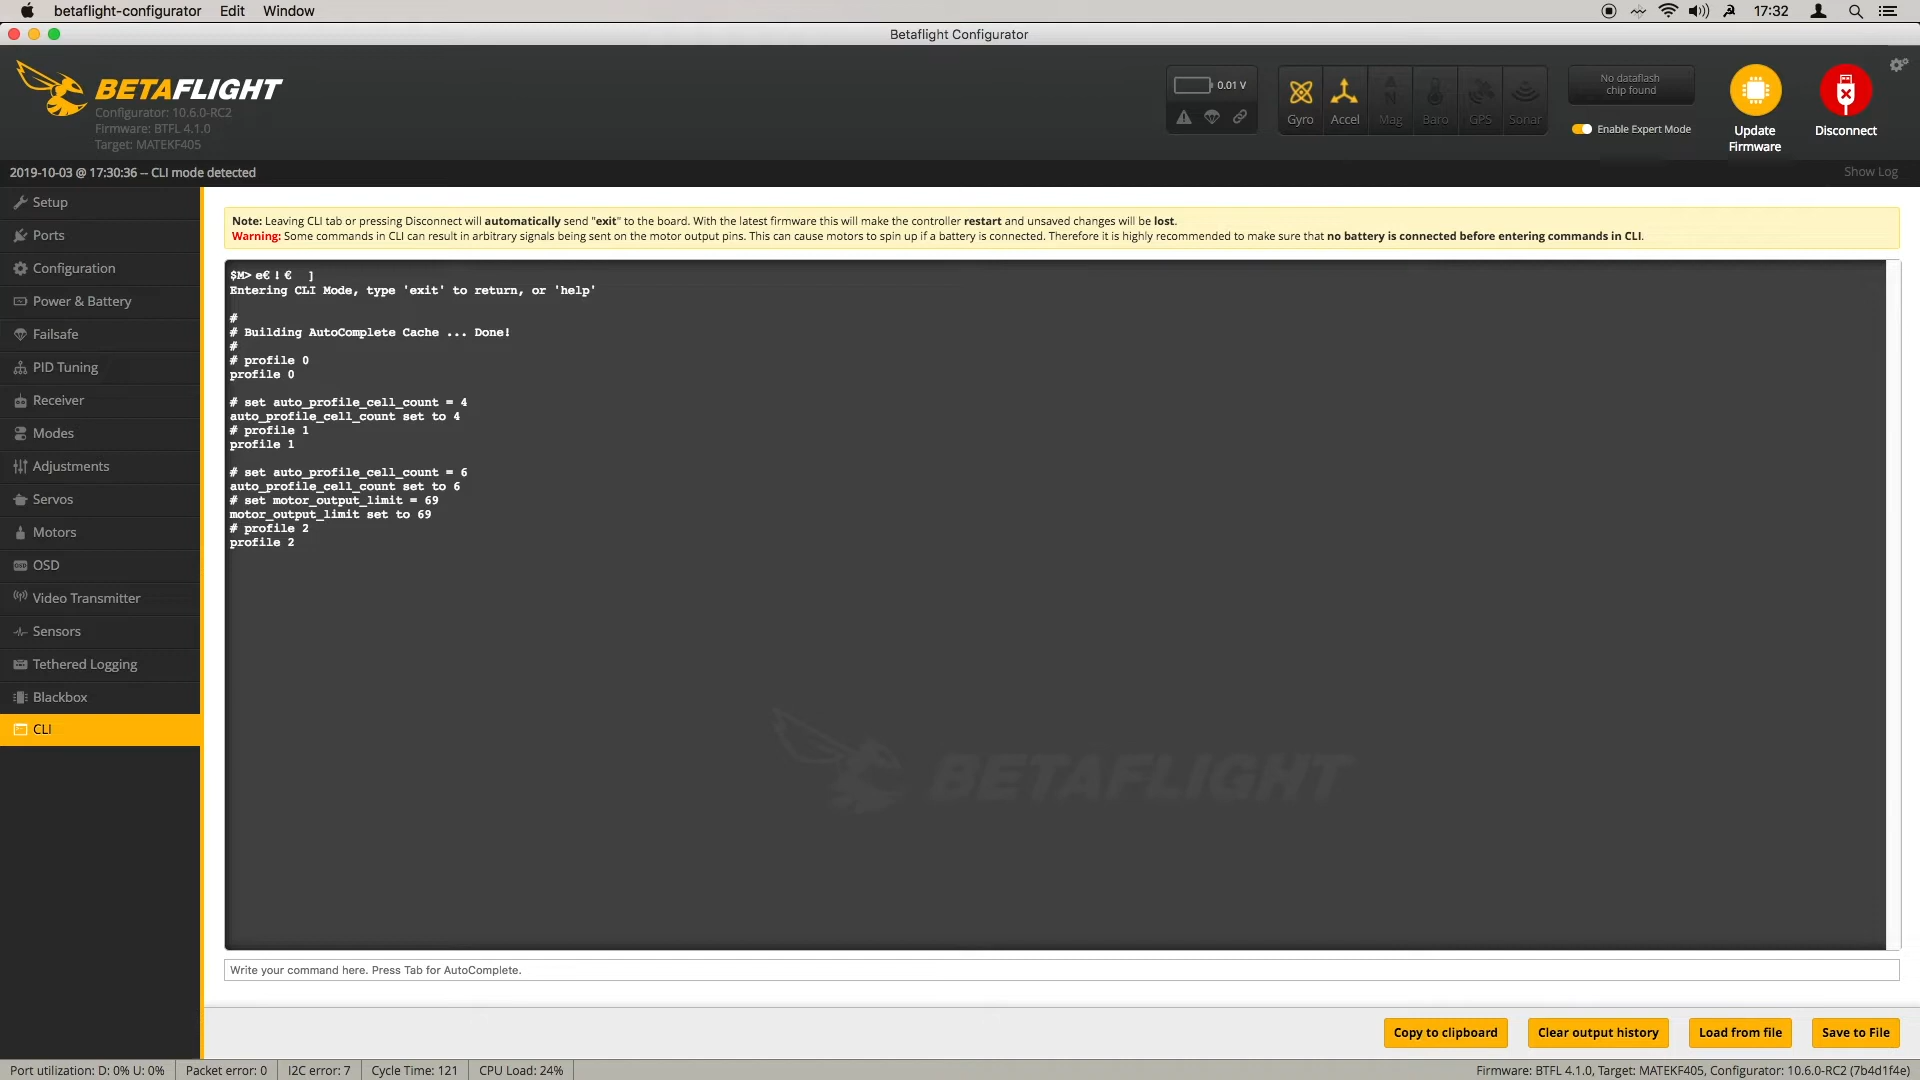 betaflight-configurator Edit Window 17:32
Betaflight Configurator
BETAFLIGHT
Configurator: 10.6.0-RC2
Firmware: BTFL 4.1.0
Target: MATEKF405
0.01 V
Gyro Accel Mag Baro GPS Sonar
No dataflash
chip found
Enable Expert Mode
Update
Firmware
Disconnect
2019-10-03 @ 17:30:36 -- CLI mode detected
Show Log
Setup
Ports
Configuration
Power & Battery
Failsafe
PID Tuning
Receiver
Modes
Adjustments
Servos
Motors
OSD
Video Transmitter
Sensors
Tethered Logging
Blackbox
CLI
Note: Leaving CLI tab or pressing Disconnect will automatically send "exit" to the board. With the latest firmware this will make the controller restart and unsaved changes will be lost.
Warning: Some commands in CLI can result in arbitrary signals being sent on the motor output pins. This can cause motors to spin up if a battery is connected. Therefore it is highly recommended to make sure that no battery is connected before entering commands in CLI.
$M> e€ ! € ]
Entering CLI Mode, type 'exit' to return, or 'help'
#
# Building AutoComplete Cache ... Done!
#
# profile 0
profile 0
# set auto_profile_cell_count = 4
auto_profile_cell_count set to 4
# profile 1
profile 1
# set auto_profile_cell_count = 6
auto_profile_cell_count set to 6
# set motor_output_limit = 69
motor_output_limit set to 69
# profile 2
profile 2
BETAFLIGHT
Write your command here. Press Tab for AutoComplete.
Copy to clipboard Clear output history Load from file Save to File
Port utilization: D: 0% U: 0% Packet error: 0 I2C error: 7 Cycle Time: 121 CPU Load: 24% Firmware: BTFL 4.1.0, Target: MATEKF405, Configurator: 10.6.0-RC2 (7b4d1f4e)